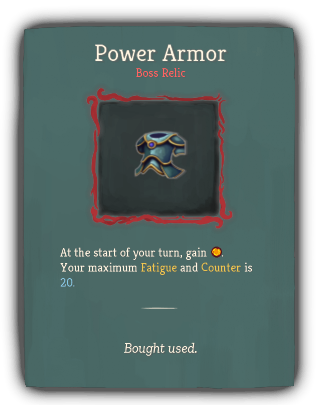 Power Armor
Boss Relic
At the start of your turn, gain .
Your maximum Fatigue and Counter is
20.
Bought used.